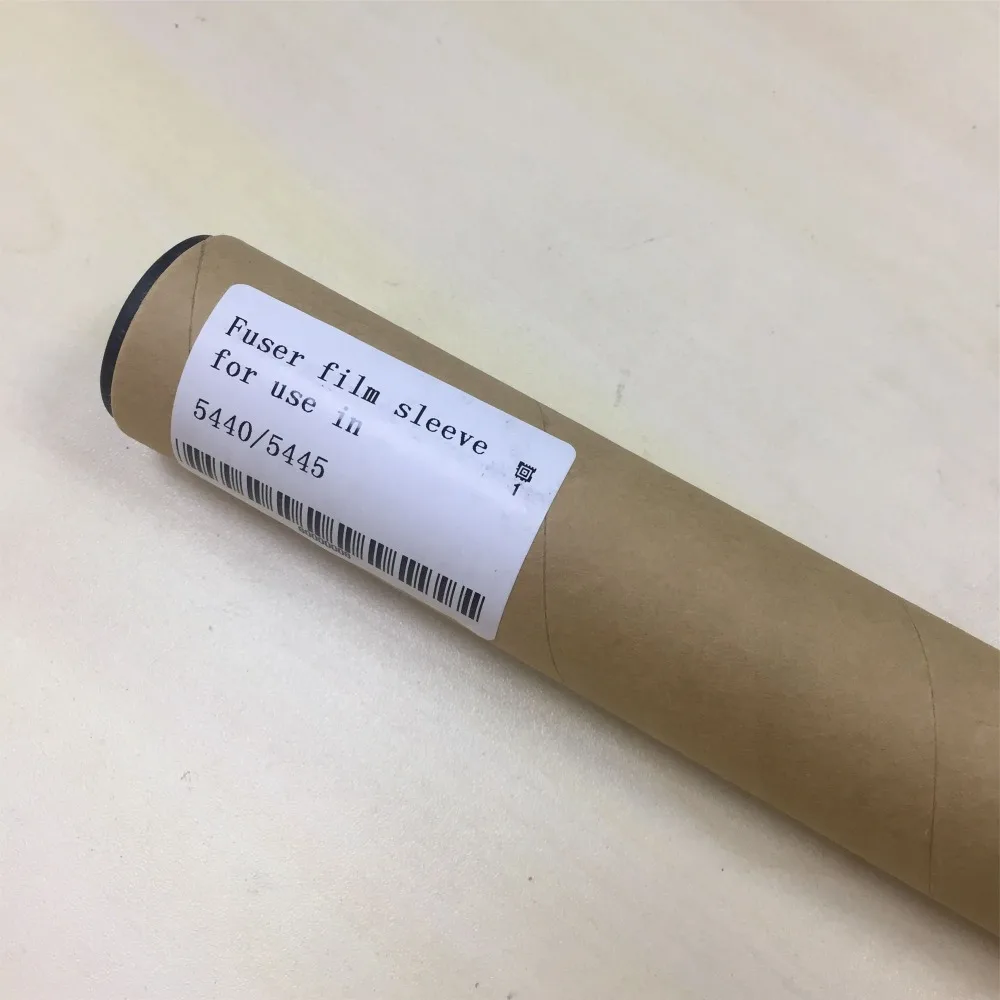 Fuser film sleeve
for use in
5440/5445
1